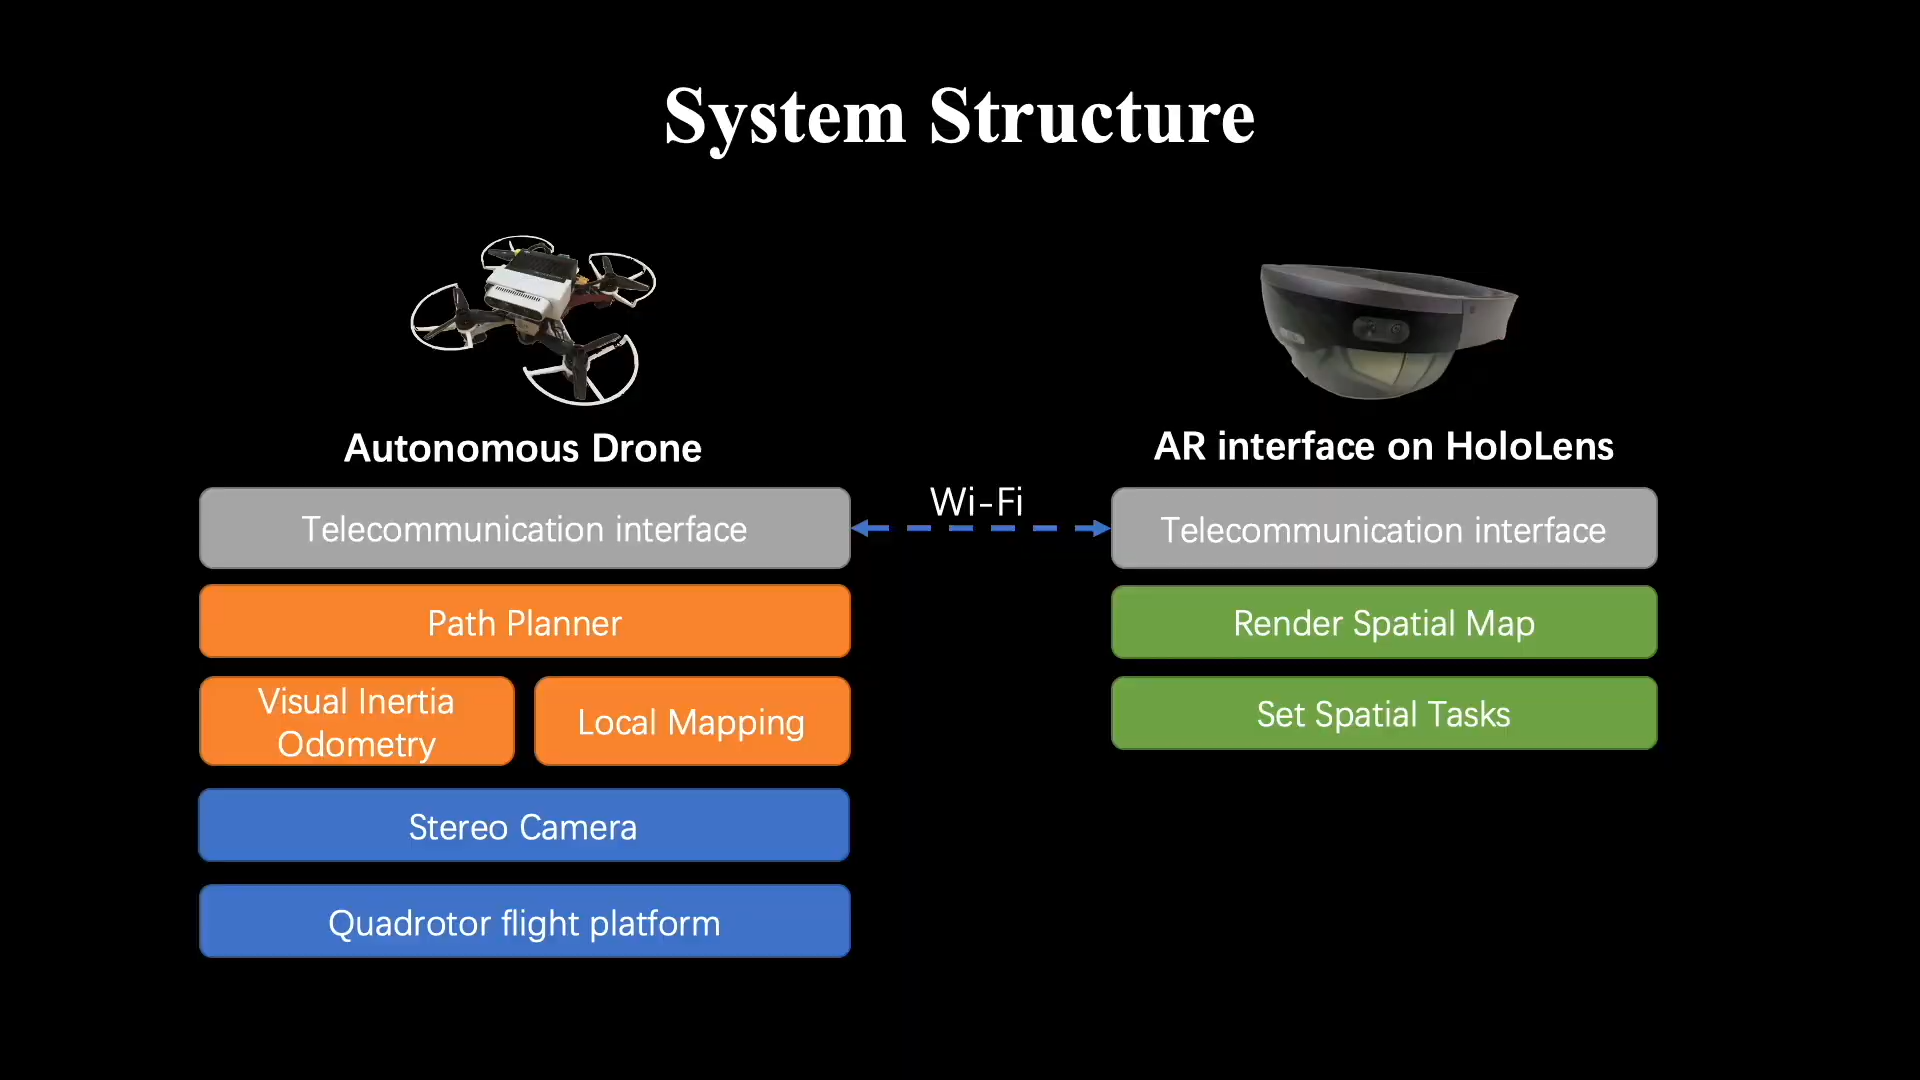 System Structure
Autonomous Drone
Telecommunication interface
Path Planner
Visual Inertia
Odometry
Local Mapping
Stereo Camera
Quadrotor flight platform
Wi-Fi
AR interface on HoloLens
Telecommunication interface
Render Spatial Map
Set Spatial Tasks